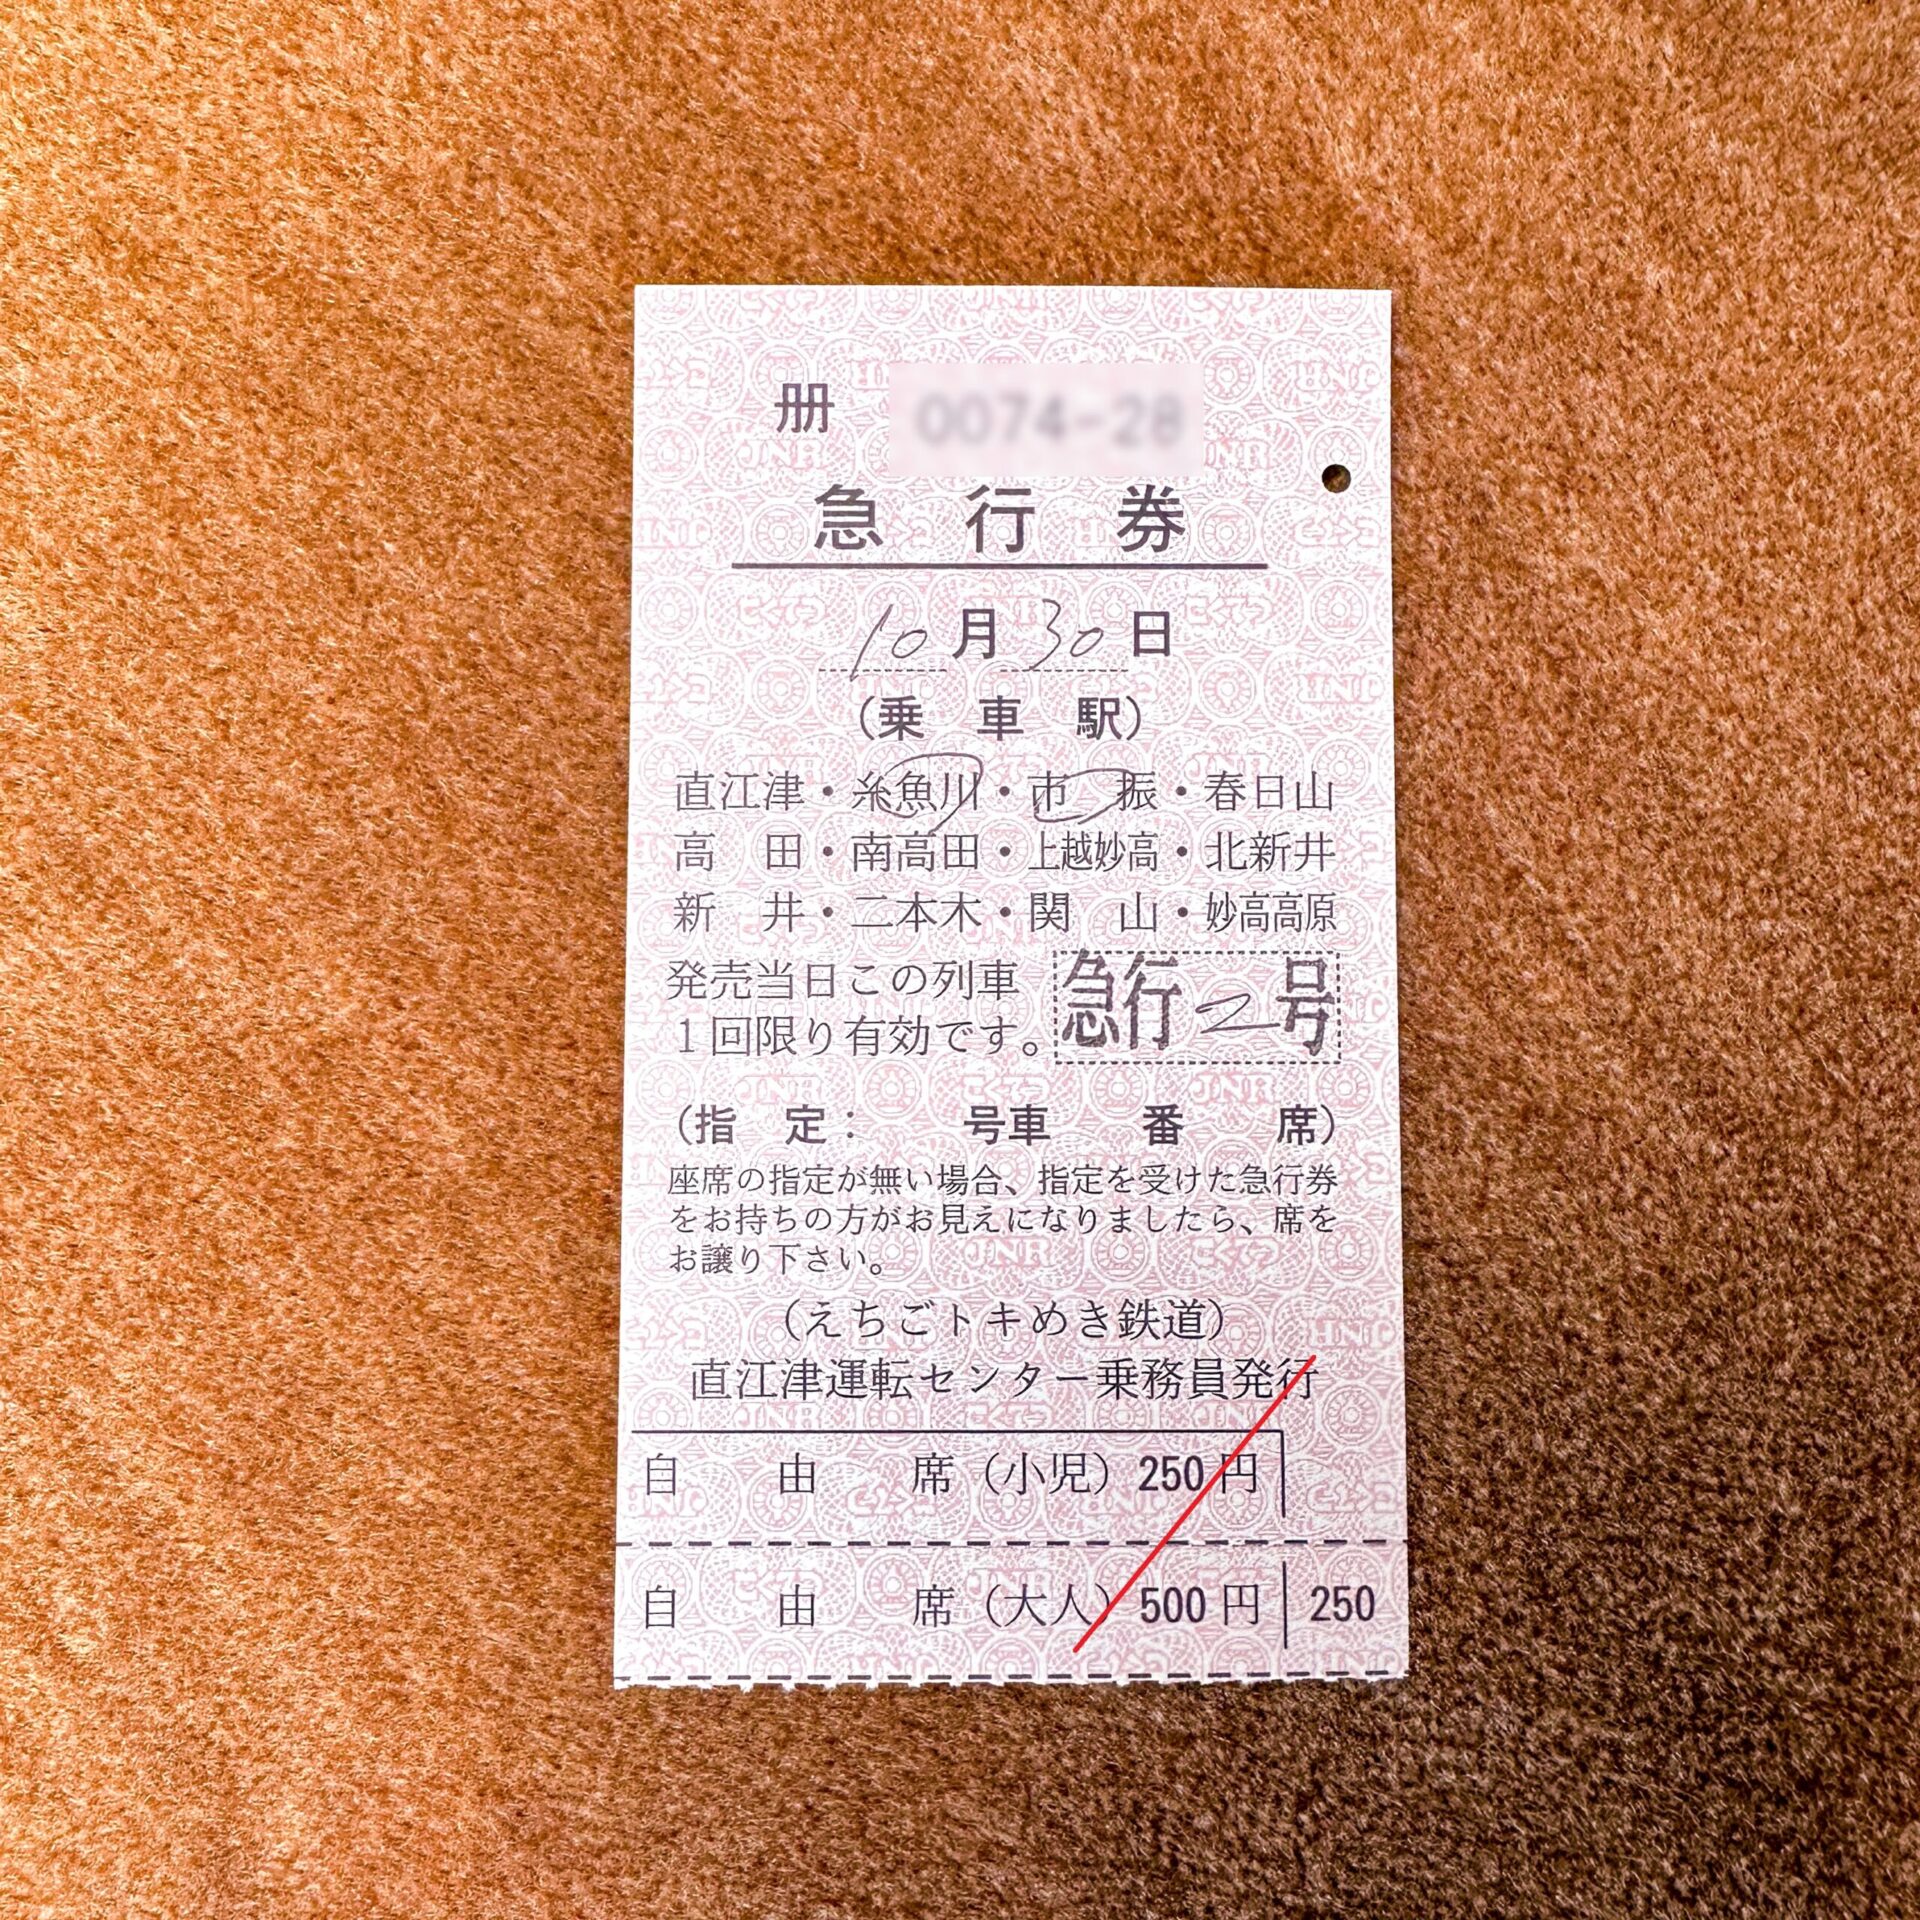 冊 0074-28
急行券
10月30日
(乗車駅)
直江津・糸魚川・市振・春日山
高田・南高田・上越妙高・北新井
新井・二本木・関山・妙高高原
発売当日この列車
1回限り有効です。
急行2号
(指定: 号車 番 席)
座席の指定が無い場合、指定を受けた急行券
をお持ちの方がお見えになりましたら、席を
お譲り下さい。
(えちごトキめき鉄道)
直江津運転センター乗務員発行
自由席(小児)250円
自由席(大人)500円 250